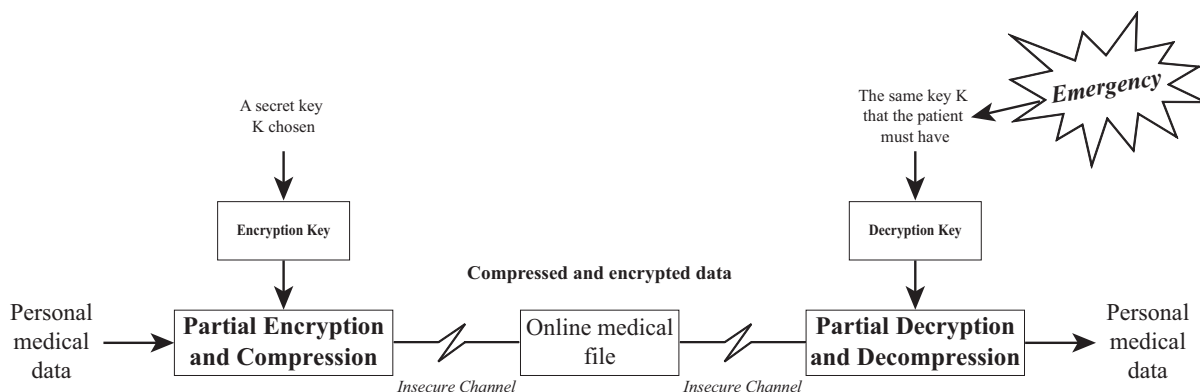 Emergency
A secret key
K chosen
The same key K
that the patient
must have
Encryption Key
Decryption Key
Compressed and encrypted data
Personal
medical
data
Partial Encryption
and Compression
Online medical
file
Partial Decryption
and Decompression
Personal
medical
data
Insecure Channel
Insecure Channel